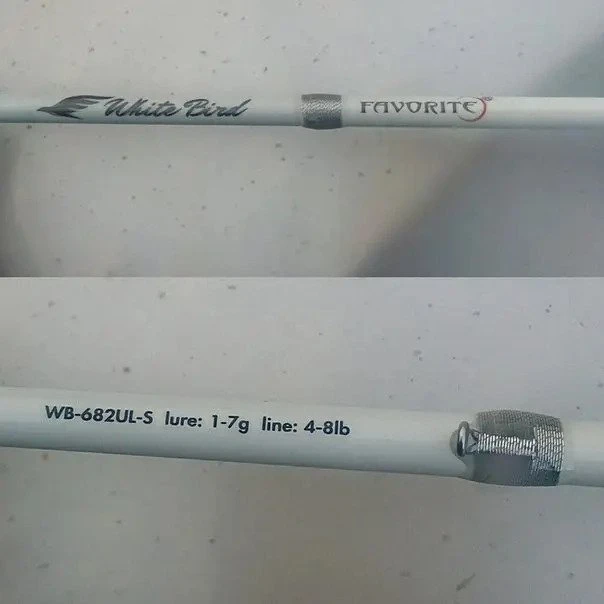 White Bird FAVORITE
WB-682UL-S lure: 1-7g line: 4-8lb